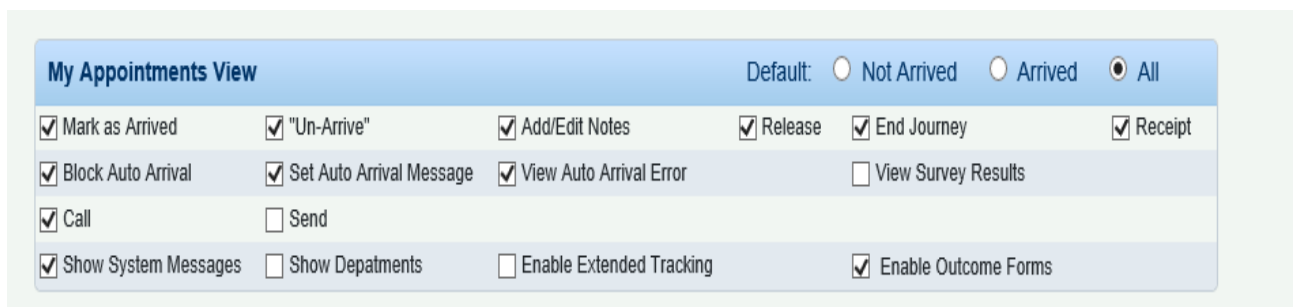 My Appointments View Default: Not Arrived Arrived All
Mark as Arrived "Un-Arrive" Add/Edit Notes Release End Journey Receipt
Block Auto Arrival Set Auto Arrival Message View Auto Arrival Error View Survey Results
Call Send
Show System Messages Show Depatments Enable Extended Tracking Enable Outcome Forms